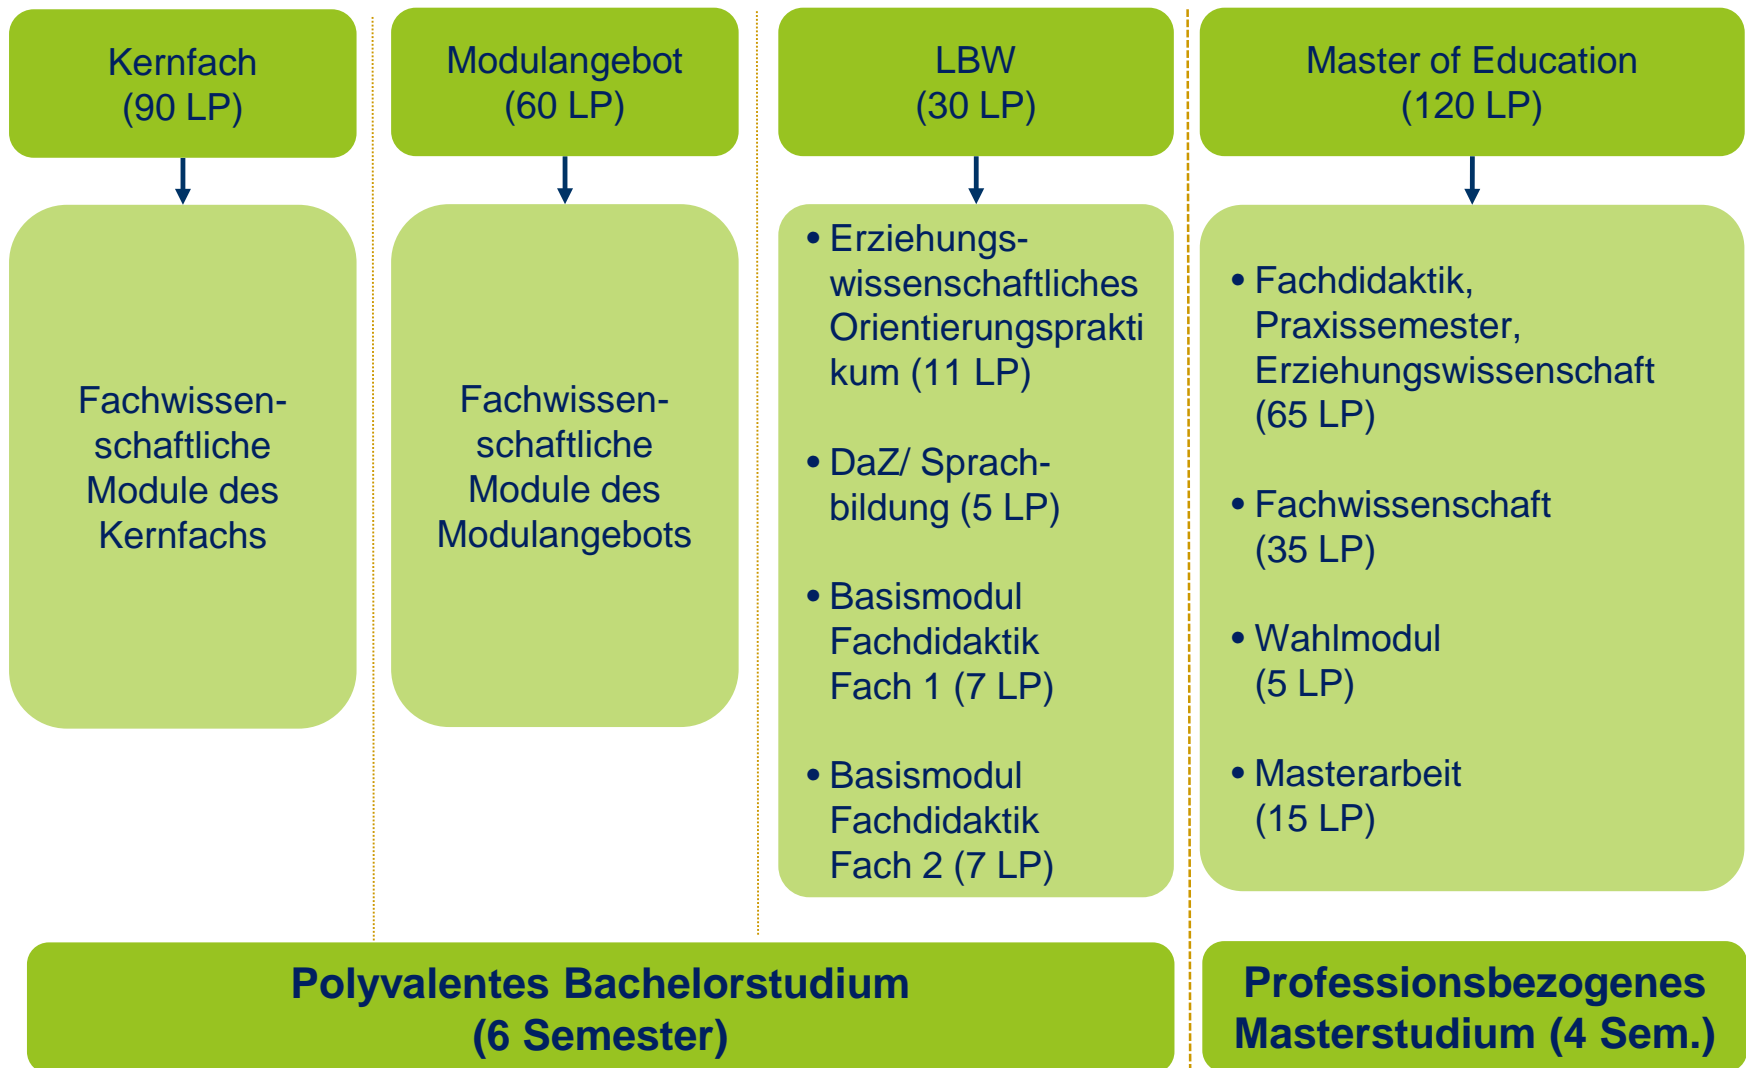 Kernfach
(90 LP)
Modulangebot
(60 LP)
LBW
(30 LP)
Master of Education
(120 LP)
Fachwissen-
schaftliche
Module des
Kernfachs
Fachwissen-
schaftliche
Module des
Modulangebots
• Erziehungs-
wissenschaftliches
Orientierungsprakti
kum (11 LP)
• DaZ/ Sprach-
bildung (5 LP)
• Basismodul
Fachdidaktik
Fach 1 (7 LP)
• Basismodul
Fachdidaktik
Fach 2 (7 LP)
• Fachdidaktik,
Praxissemester,
Erziehungswissenschaft
(65 LP)
• Fachwissenschaft
(35 LP)
• Wahlmodul
(5 LP)
• Masterarbeit
(15 LP)
Polyvalentes Bachelorstudium
(6 Semester)
Professionsbezogenes
Masterstudium (4 Sem.)